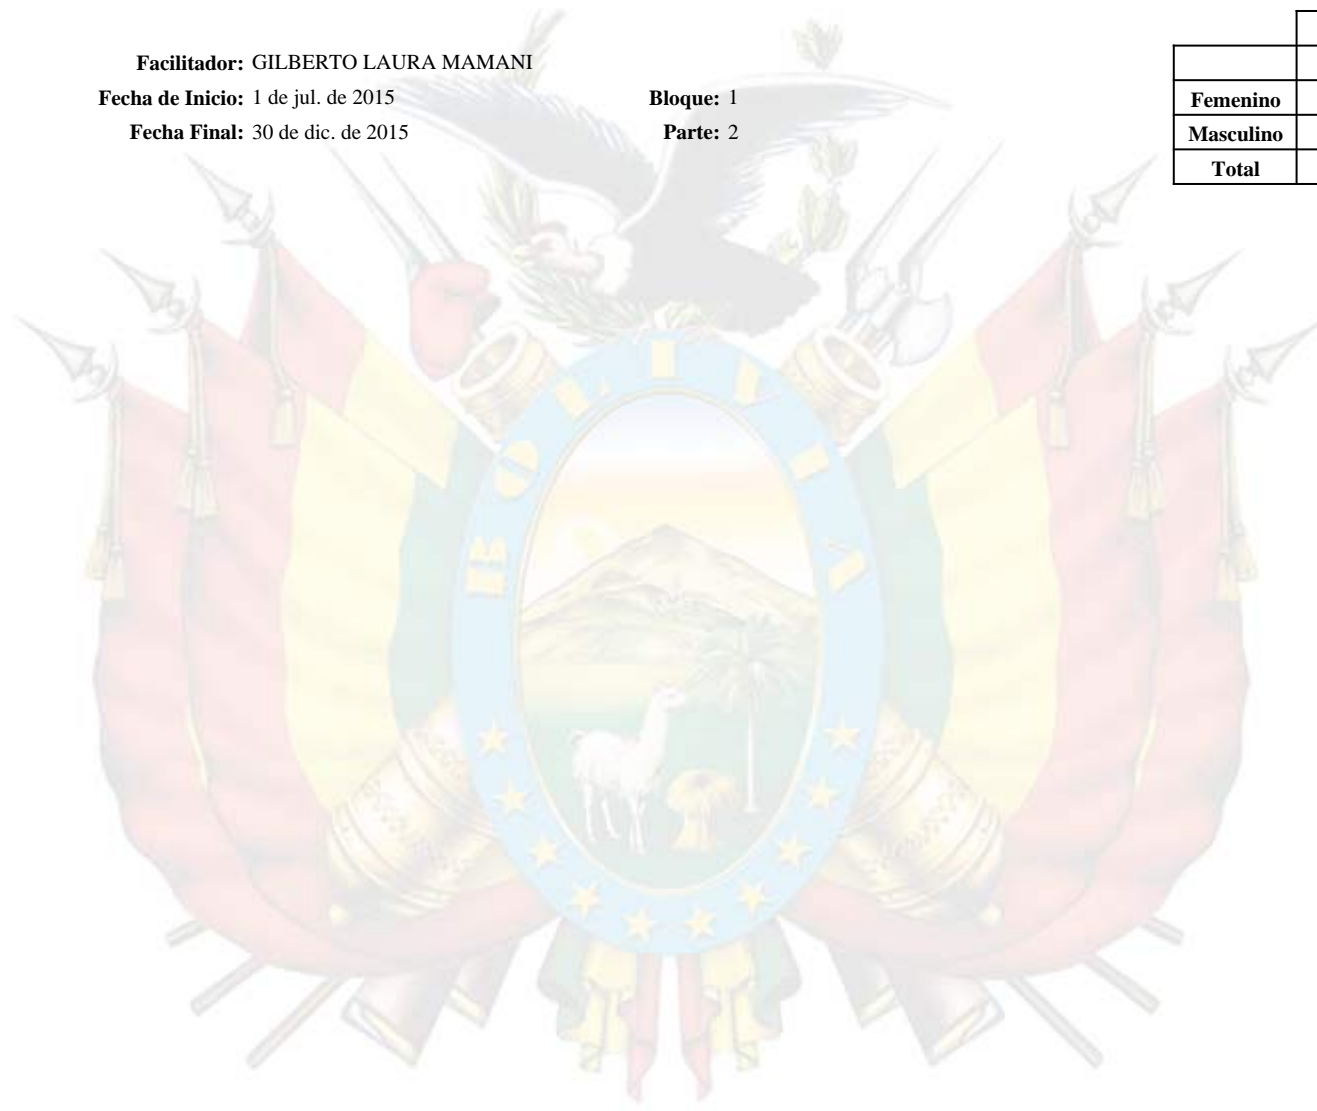 Facilitador: GILBERTO LAURA MAMANI
Fecha de Inicio: 1 de jul. de 2015 Bloque: 1
Fecha Final: 30 de dic. de 2015 Parte: 2
Femenino
Masculino
Total
BOLIVIA